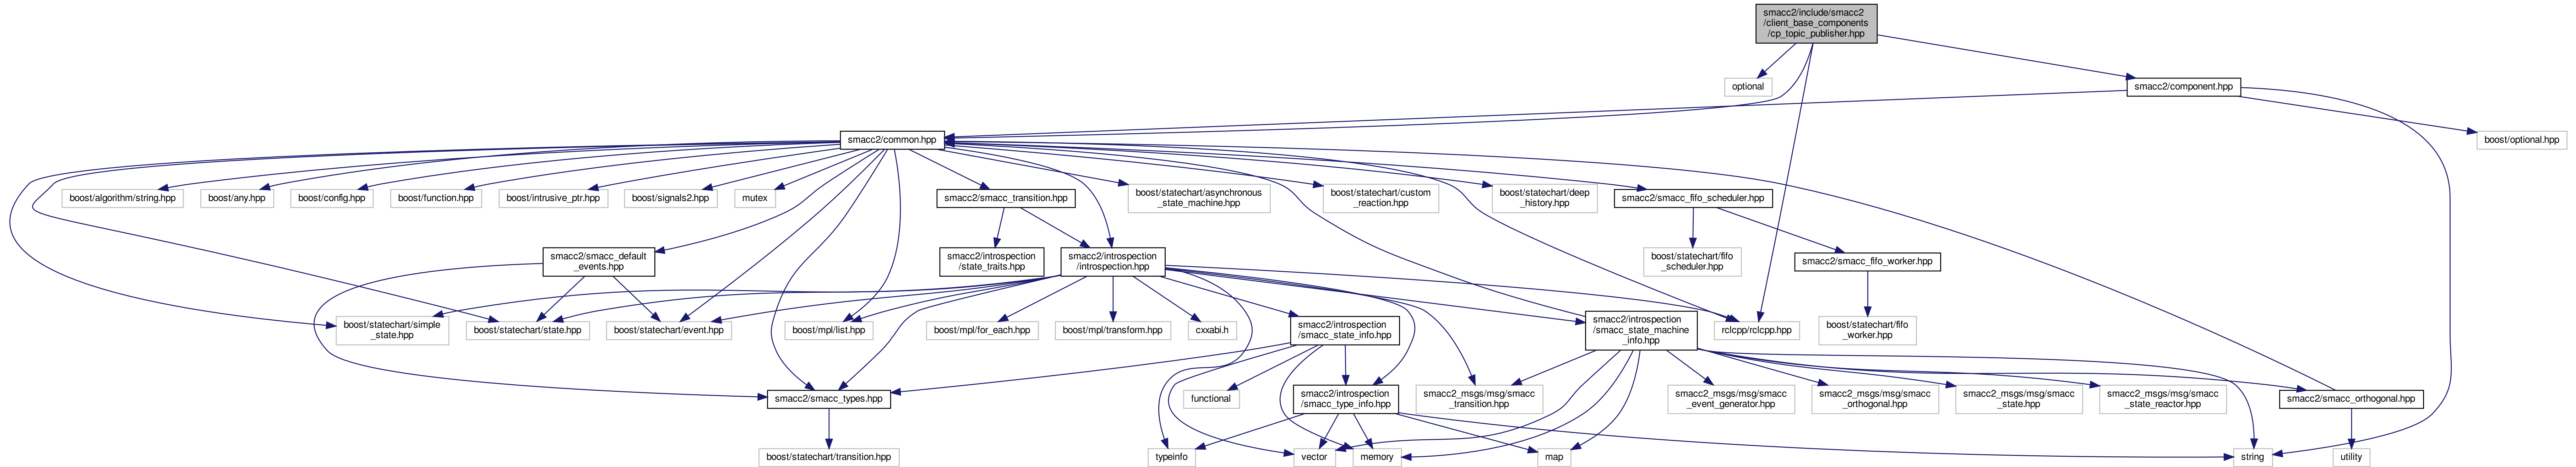 smacc2/include/smacc2
/client_base_components
/cp_topic_publisher.hpp
optional
smacc2/component.hpp
smacc2/common.hpp
boost/optional.hpp
boost/algorithm/string.hpp
boost/any.hpp
boost/config.hpp
boost/function.hpp
boost/intrusive_ptr.hpp
boost/signals2.hpp
mutex
smacc2/smacc_transition.hpp
boost/statechart/asynchronous
_state_machine.hpp
boost/statechart/custom
_reaction.hpp
boost/statechart/deep
_history.hpp
smacc2/smacc_fifo_scheduler.hpp
smacc2/smacc_default
_events.hpp
smacc2/introspection
/state_traits.hpp
smacc2/introspection
/introspection.hpp
boost/statechart/fifo
_scheduler.hpp
smacc2/smacc_fifo_worker.hpp
boost/statechart/simple
_state.hpp
boost/statechart/state.hpp
boost/statechart/event.hpp
boost/mpl/list.hpp
boost/mpl/for_each.hpp
boost/mpl/transform.hpp
cxxabi.h
smacc2/introspection
/smacc_state_info.hpp
smacc2/introspection
/smacc_state_machine
_info.hpp
rclcpp/rclcpp.hpp
boost/statechart/fifo
_worker.hpp
smacc2/smacc_types.hpp
functional
smacc2/introspection
/smacc_type_info.hpp
smacc2_msgs/msg/smacc
_transition.hpp
smacc2_msgs/msg/smacc
_event_generator.hpp
smacc2_msgs/msg/smacc
_orthogonal.hpp
smacc2_msgs/msg/smacc
_state.hpp
smacc2_msgs/msg/smacc
_state_reactor.hpp
smacc2/smacc_orthogonal.hpp
boost/statechart/transition.hpp
typeinfo
vector
memory
map
string
utility